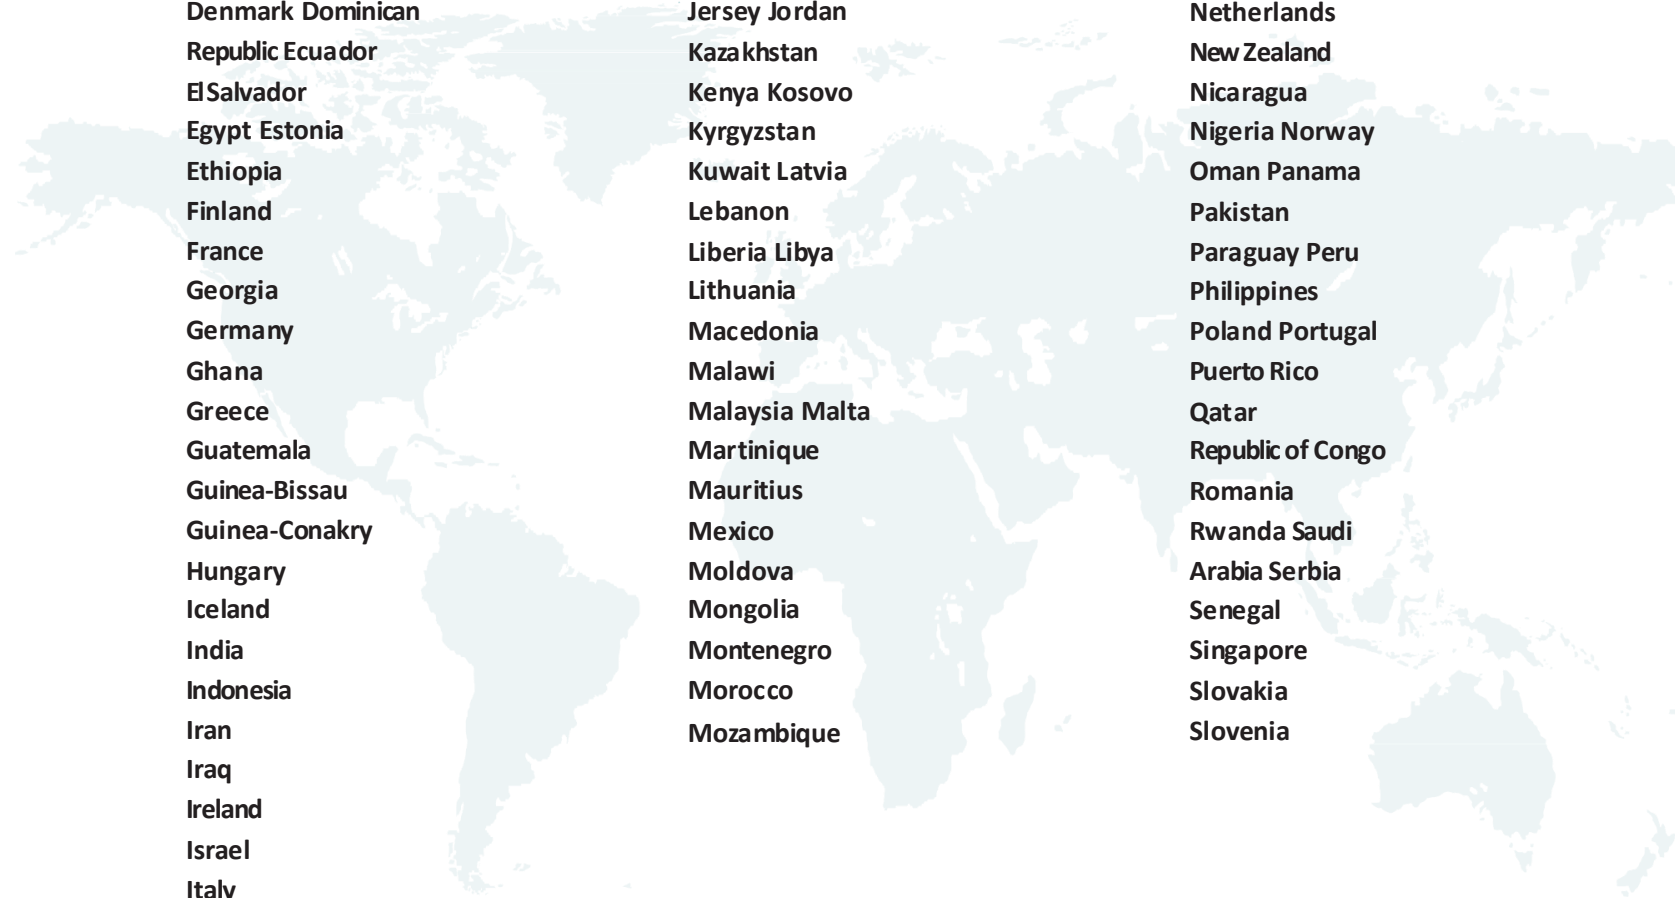 Denmark Dominican
Republic Ecuador
El Salvador
Egypt Estonia
Ethiopia
Finland
France
Georgia
Germany
Ghana
Greece
Guatemala
Guinea-Bissau
Guinea-Conakry
Hungary
Iceland
India
Indonesia
Iran
Iraq
Ireland
Israel
Italy
Jersey Jordan
Kazakhstan
Kenya Kosovo
Kyrgyzstan
Kuwait Latvia
Lebanon
Liberia Libya
Lithuania
Macedonia
Malawi
Malaysia Malta
Martinique
Mauritius
Mexico
Moldova
Mongolia
Montenegro
Morocco
Mozambique
Netherlands
New Zealand
Nicaragua
Nigeria Norway
Oman Panama
Pakistan
Paraguay Peru
Philippines
Poland Portugal
Puerto Rico
Qatar
Republic of Congo
Romania
Rwanda Saudi
Arabia Serbia
Senegal
Singapore
Slovakia
Slovenia